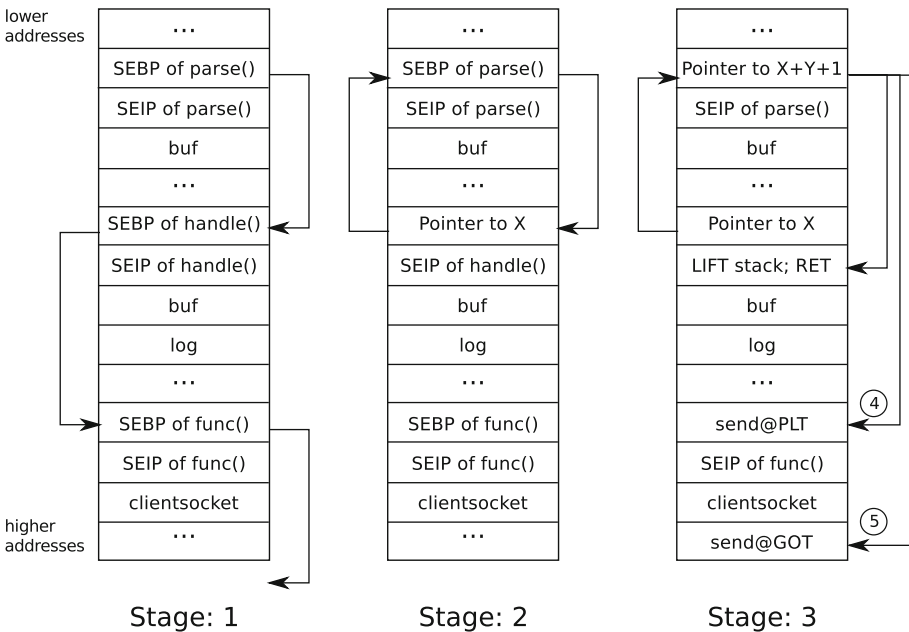 lower
addresses
...
SEBP of parse()
SEIP of parse()
buf
...
SEBP of handle()
SEIP of handle()
buf
log
...
SEBP of func()
SEIP of func()
clientsocket
...
higher
addresses
Stage: 1
...
SEBP of parse()
SEIP of parse()
buf
...
Pointer to X
SEIP of handle()
buf
log
...
SEBP of func()
SEIP of func()
clientsocket
...
Stage: 2
...
Pointer to X+Y+1
SEIP of parse()
buf
...
Pointer to X
LIFT stack; RET
buf
log
...
send@PLT
4
SEIP of func()
clientsocket
send@GOT
5
Stage: 3